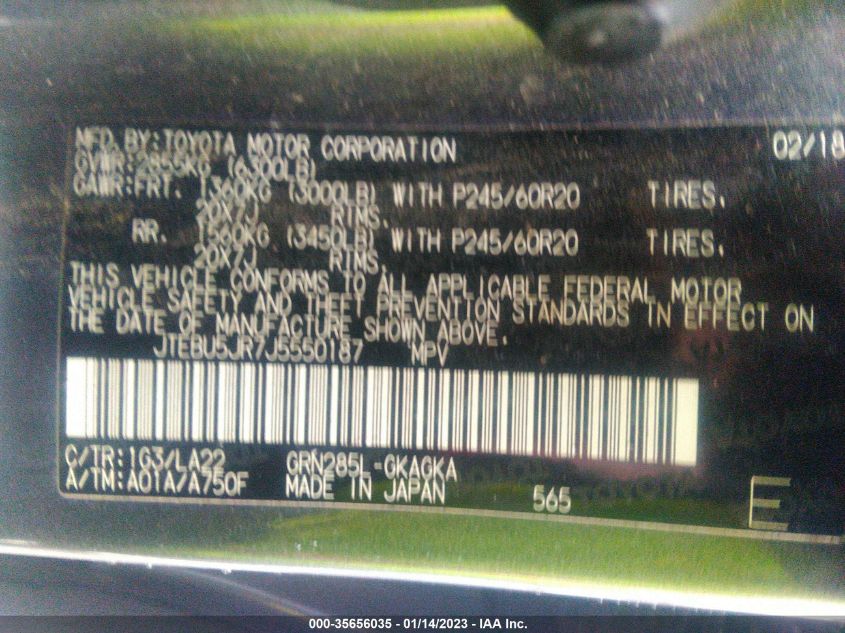 MFD.BY:TOYOTA MOTOR CORPORATION 02/18
GVWR:2855KG (6300LB)
GAWR:FRT. 1360KG (3000LB) WITH P245/60R20 TIRES,
20X7J RIMS,
RR. 1560KG (3450LB) WITH P245/60R20 TIRES,
20X7J RIMS,
THIS VEHICLE CONFORMS TO ALL APPLICABLE FEDERAL MOTOR
VEHICLE SAFETY AND THEFT PREVENTION STANDARDS IN EFFECT ON
THE DATE OF MANUFACTURE SHOWN ABOVE.
JTEBU5JR7J5550187 MPV
C/TR:1G3/LA22 GRN285L-GKAGKA
A/TM:A01A/A750F MADE IN JAPAN 565 E
000-35656035 - 01/14/2023 - IAA Inc.